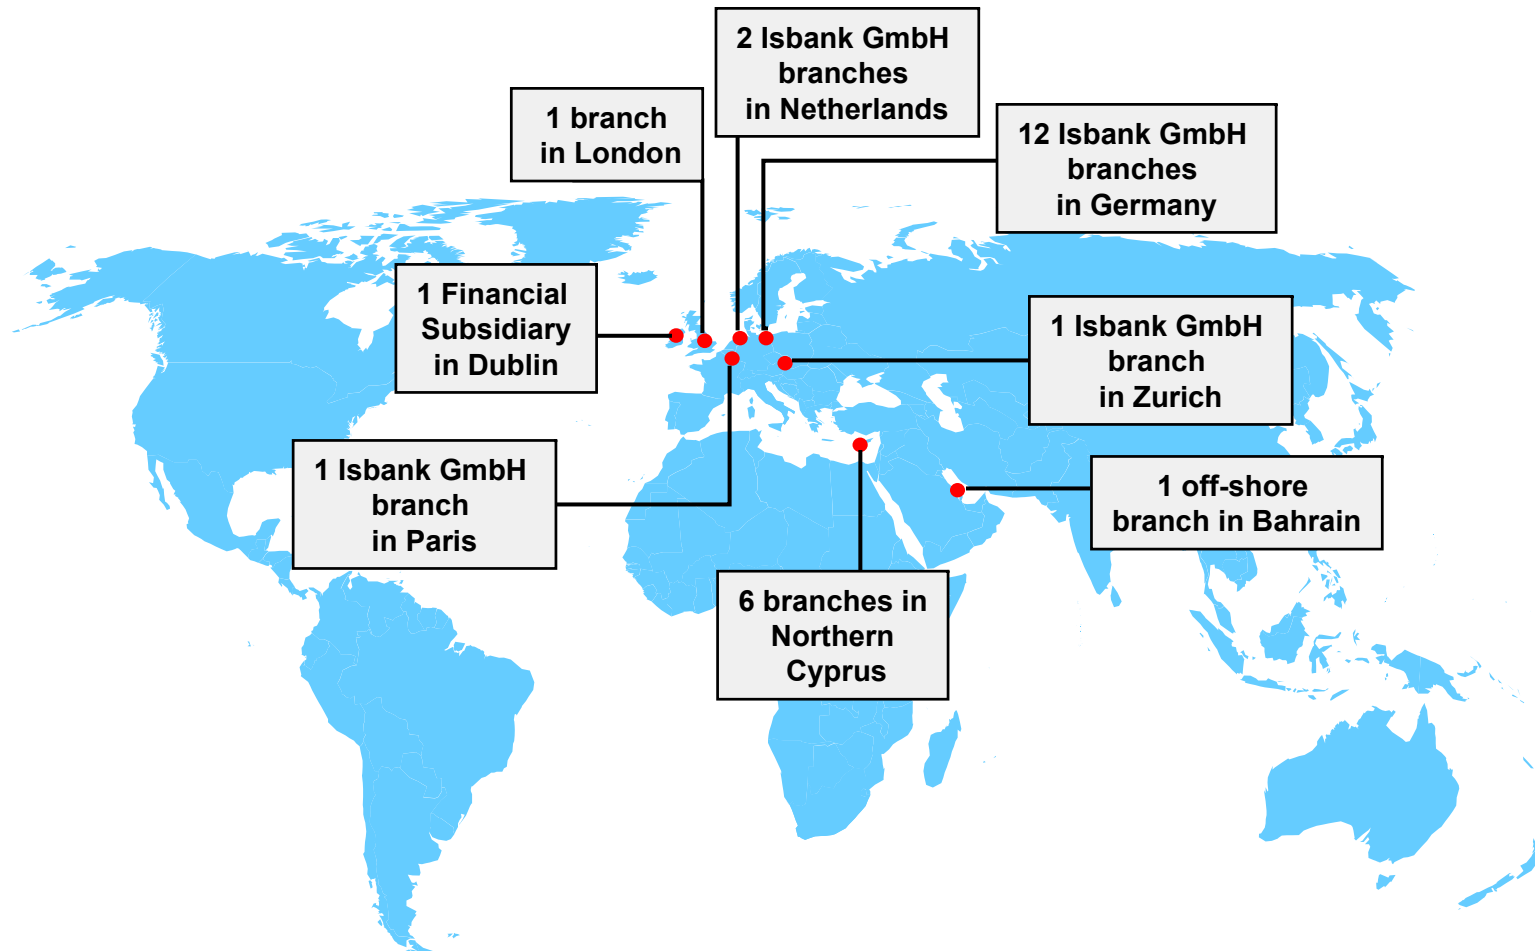 2 Isbank GmbH
branches
in Netherlands
1 branch
in London
12 Isbank GmbH
branches
in Germany
1 Financial
Subsidiary
in Dublin
1 Isbank GmbH
branch
in Zurich
1 Isbank GmbH
branch
in Paris
1 off-shore
branch in Bahrain
6 branches in
Northern
Cyprus